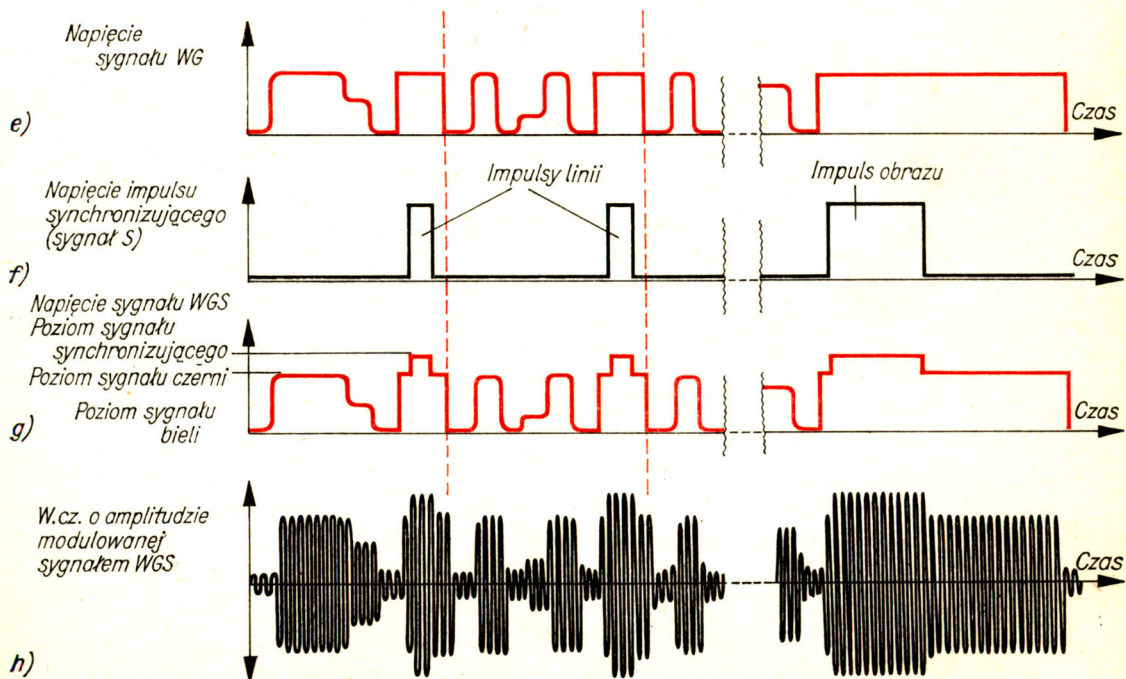 Napięcie
sygnału WG
e)
Czas
Napięcie impulsu
synchronizującego
(sygnał S)
Impulsy linii
Impuls obrazu
f)
Czas
Napięcie sygnału WGS
Poziom sygnału
synchronizującego
Poziom sygnału czerni
Poziom sygnału
bieli
g)
Czas
W.cz. o amplitudzie
modulowanej
sygnałem WGS
Czas
h)